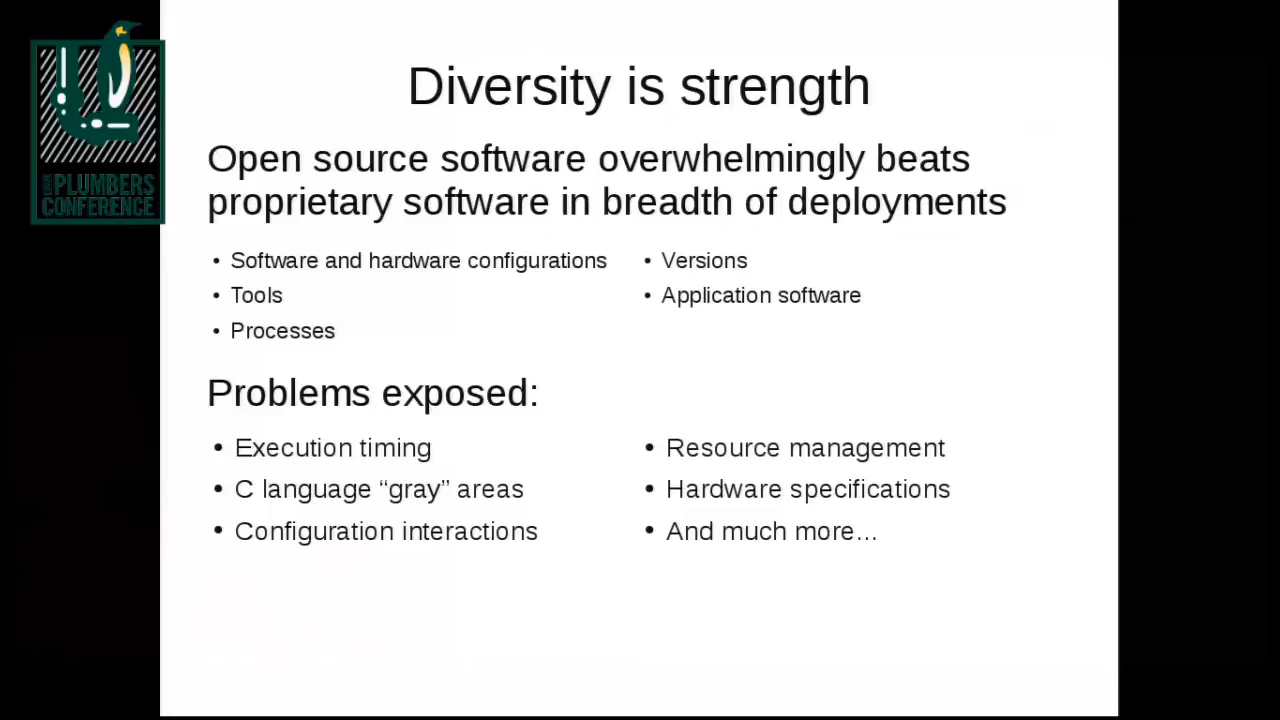 Diversity is strength
Open source software overwhelmingly beats
proprietary software in breadth of deployments
• Software and hardware configurations
• Tools
• Processes
• Versions
• Application software
Problems exposed:
• Execution timing
• C language “gray” areas
• Configuration interactions
• Resource management
• Hardware specifications
• And much more...
LINUX
PLUMBERS
CONFERENCE